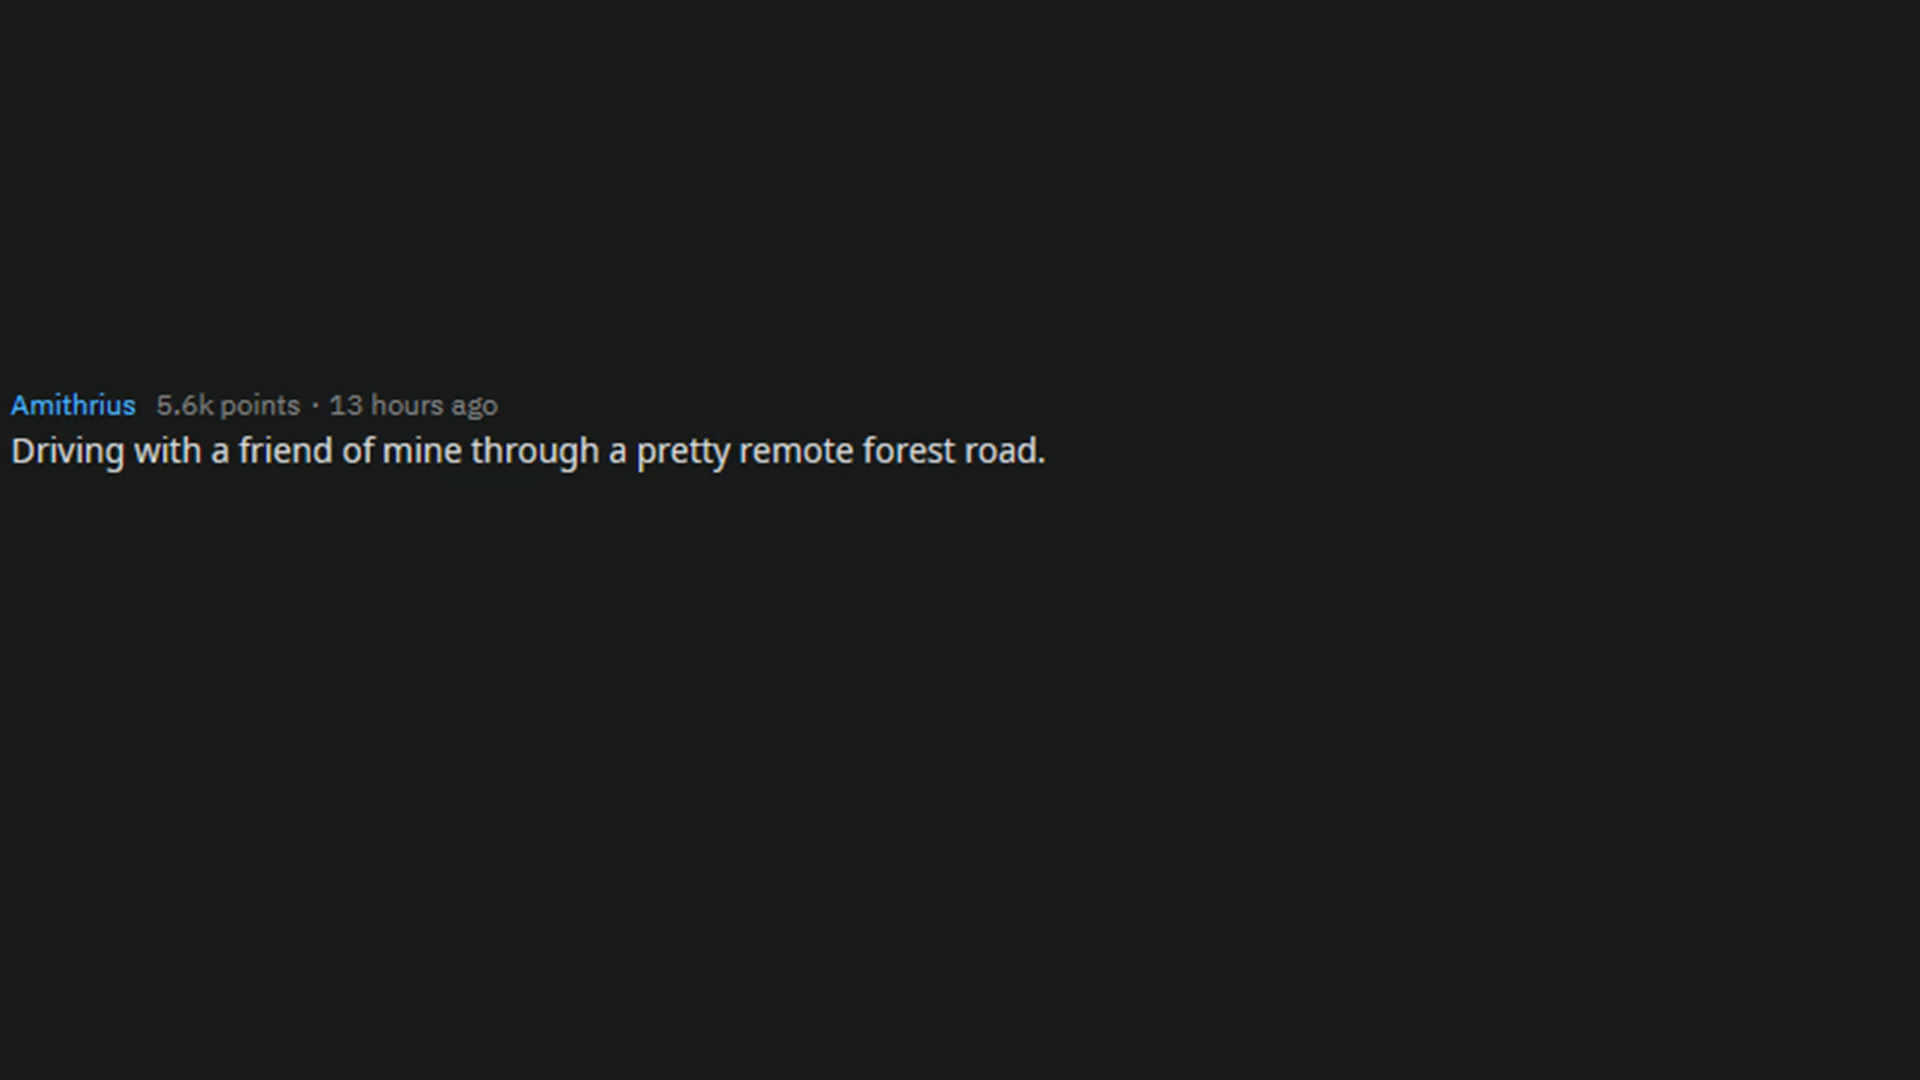 Amithrius 5.6k points · 13 hours ago
Driving with a friend of mine through a pretty remote forest road.